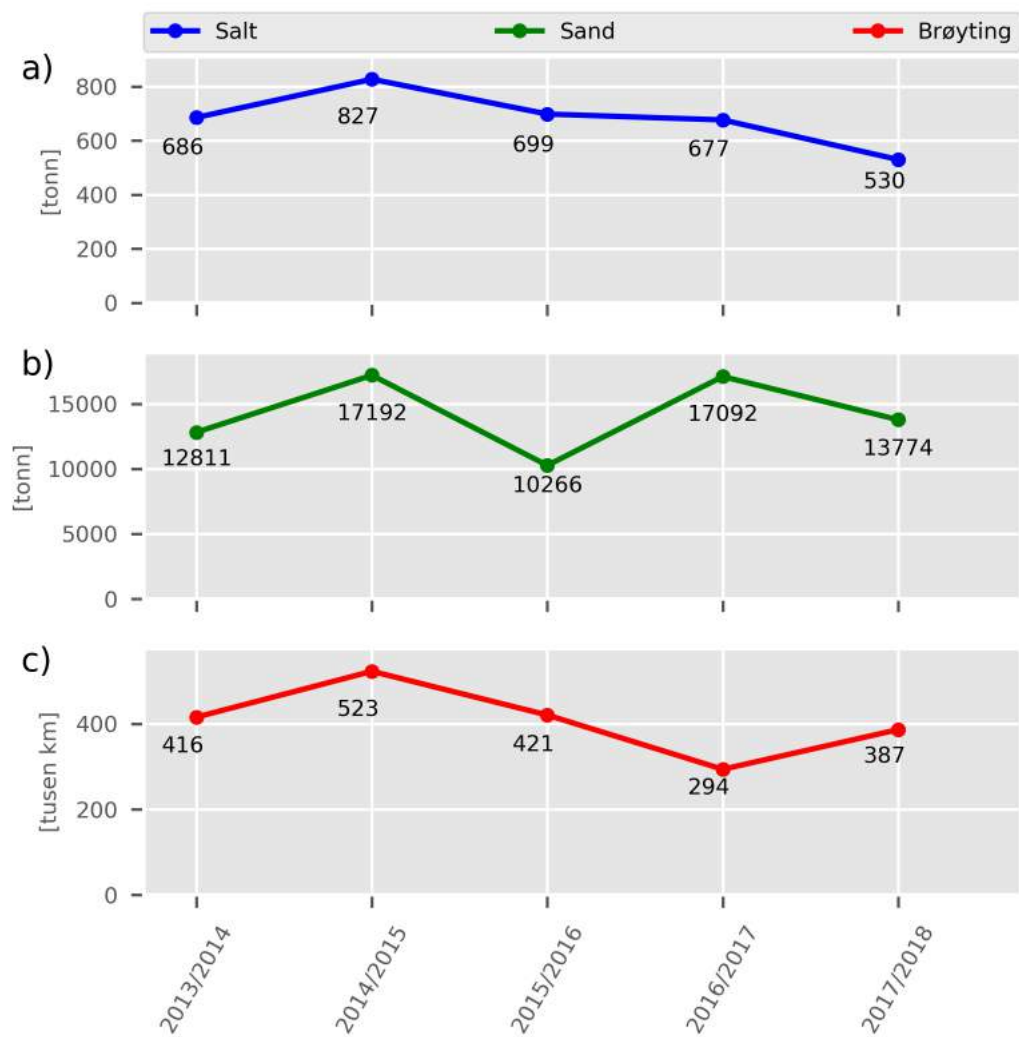 Salt Sand Brøyting
a)
800
600
400
200
0
[tonn]
686 827 699 677 530
b)
15000
10000
5000
0
[tonn]
12811 17192 10266 17092 13774
c)
400
200
0
[tusen km]
416 523 421 294 387
2013/2014 2014/2015 2015/2016 2016/2017 2017/2018